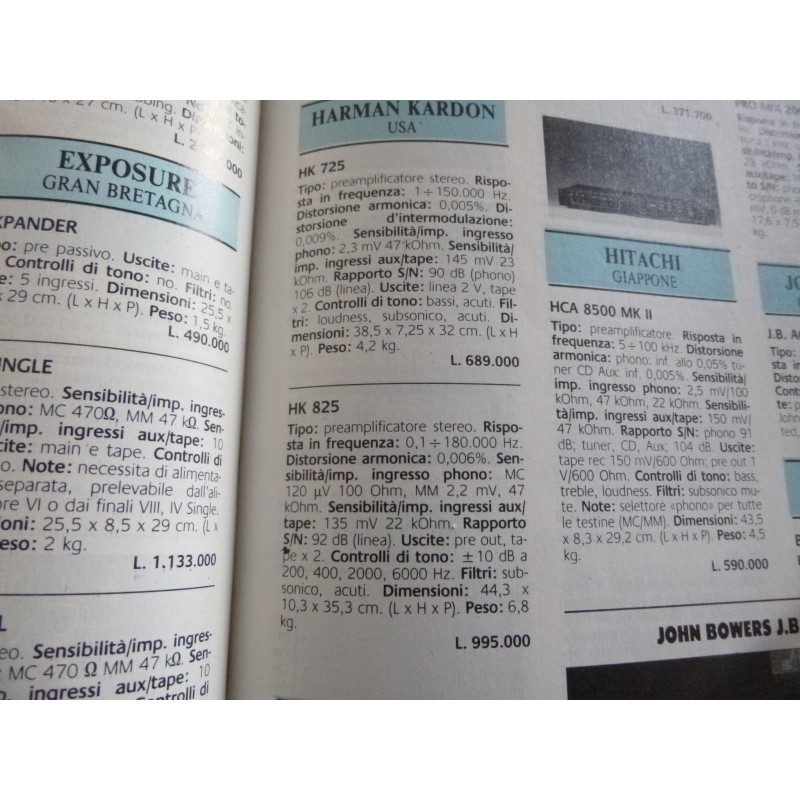 27 cm. (L x H x P).
EXPOSURE
GRAN BRETAGNA
XPANDER
pre passivo. Uscite: main e ta-
Controlli di tono: no. Filtri: no.
5 ingressi. Dimensioni: 25,5 x
x 29 cm. (L x H x P). Peso: 1,5 kg.
L. 490.000
INGLE
stereo. Sensibilità/imp. ingres-
ono: MC 470Ω, MM 47 kΩ. Sen-
/imp. ingressi aux/tape: 10
cite: main e tape. Controlli di
o. Note: necessita di alimenta-
separata, prelevabile dall'ali-
ore VI o dai finali VIII, IV Single.
ioni: 25,5 x 8,5 x 29 cm. (L x
eso: 2 kg.
L. 1.133.000
eo. Sensibilità/imp. ingres-
: MC 470 Ω MM 47 kΩ. Sen-
ingressi aux/tape: 10
Controlli di
HARMAN KARDON
USA
HK 725
Tipo: preamplificatore stereo. Rispo-
sta in frequenza: 1÷150.000 Hz.
Distorsione armonica: 0,005%. Di-
storsione d'intermodulazione:
0,009%. Sensibilità/imp. ingresso
phono: 2,3 mV 47 kOhm. Sensibilità/
imp. ingressi aux/tape: 145 mV 23
kOhm. Rapporto S/N: 90 dB (phono)
106 dB (linea). Uscite: linea 2 V, tape
x 2. Controlli di tono: bassi, acuti. Fil-
tri: loudness, subsonico, acuti. Di-
mensioni: 38,5 x 7,25 x 32 cm. (L x H
x P). Peso: 4,2 kg.
L. 689.000
HK 825
Tipo: preamplificatore stereo. Rispo-
sta in frequenza: 0,1÷180.000 Hz.
Distorsione armonica: 0,006%. Sen-
sibilità/imp. ingresso phono: MC
120 µV 100 Ohm, MM 2,2 mV, 47
kOhm. Sensibilità/imp. ingressi aux/
tape: 135 mV 22 kOhm. Rapporto
S/N: 92 dB (linea). Uscite: pre out, ta-
pe x 2. Controlli di tono: ±10 dB a
200, 400, 2000, 6000 Hz. Filtri: sub-
sonico, acuti. Dimensioni: 44,3 x
10,3 x 35,3 cm. (L x H x P). Peso: 6,8
kg.
L. 995.000
L. 371.700
HITACHI
GIAPPONE
HCA 8500 MK II
Tipo: preamplificatore. Risposta in
frequenza: 5÷100 kHz. Distorsione
armonica: phono: inf. allo 0,05% tu-
ner CD Aux: inf. 0,005%. Sensibilità/
imp. ingresso phono: 2,5 mV/100
kOhm, 47 kOhm, 22 kOhm. Sensibili-
tà/imp. ingressi aux/tape: 150 mV/
47 kOhm. Rapporto S/N: phono 91
dB; tuner, CD, Aux: 104 dB. Uscite:
tape rec 150 mV/600 Ohm; pre out 1
V/600 Ohm. Controlli di tono: bass,
treble, loudness. Filtri: subsonico mu-
te. Note: selettore «phono» per tutte
le testine (MC/MM). Dimensioni: 43,5
x 8,3 x 29,2 cm. (L x H x P). Peso: 4,5
kg.
L. 590.000
JOHN BOWERS J.B
J.B. A
Tipo: